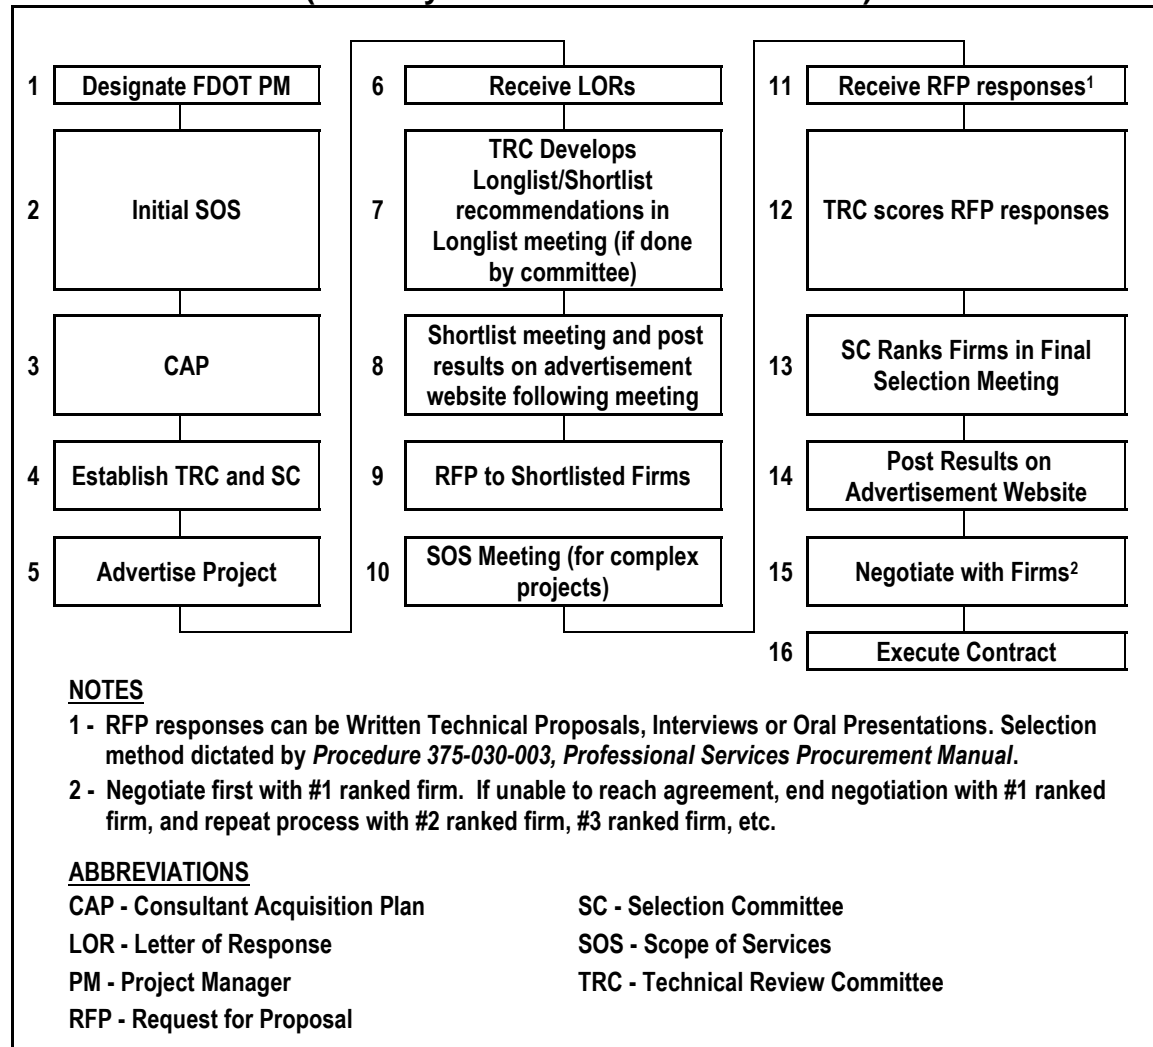 1 Designate FDOT PM
2 Initial SOS
3 CAP
4 Establish TRC and SC
5 Advertise Project
6 Receive LORs
7 TRC Develops
Longlist/Shortlist
recommendations in
Longlist meeting (if done
by committee)
8 Shortlist meeting and post
results on advertisement
website following meeting
9 RFP to Shortlisted Firms
10 SOS Meeting (for complex
projects)
11 Receive RFP responses¹
12 TRC scores RFP responses
13 SC Ranks Firms in Final
Selection Meeting
14 Post Results on
Advertisement Website
15 Negotiate with Firms²
16 Execute Contract
NOTES
1 - RFP responses can be Written Technical Proposals, Interviews or Oral Presentations. Selection
method dictated by Procedure 375-030-003, Professional Services Procurement Manual.
2 - Negotiate first with #1 ranked firm. If unable to reach agreement, end negotiation with #1 ranked
firm, and repeat process with #2 ranked firm, #3 ranked firm, etc.
ABBREVIATIONS
CAP - Consultant Acquisition Plan
LOR - Letter of Response
PM - Project Manager
RFP - Request for Proposal
SC - Selection Committee
SOS - Scope of Services
TRC - Technical Review Committee